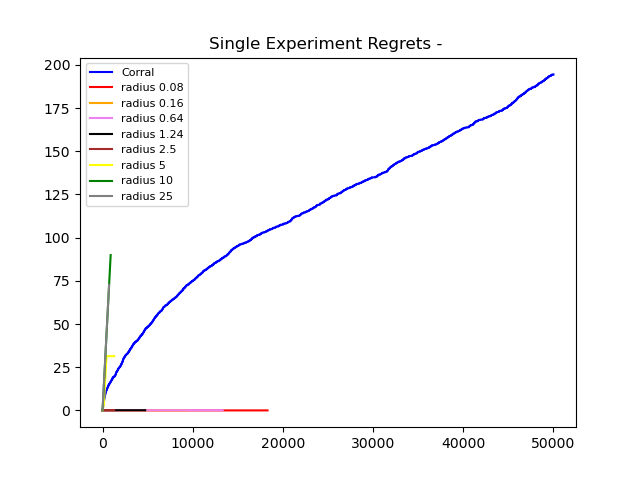 Single Experiment Regrets -
200
175
150
125
100
75
50
25
0
Corral
radius 0.08
radius 0.16
radius 0.64
radius 1.24
radius 2.5
radius 5
radius 10
radius 25
0 10000 20000 30000 40000 50000